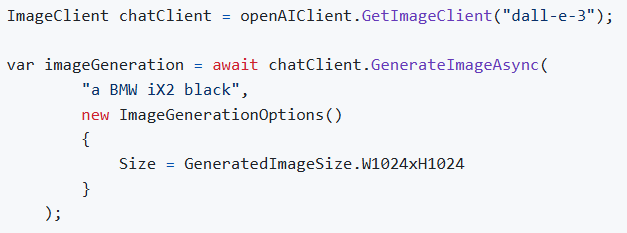 ImageClient chatClient = openAIClient.GetImageClient("dall-e-3");
var imageGeneration = await chatClient.GenerateImageAsync(
"a BMW iX2 black",
new ImageGenerationOptions()
{
Size = GeneratedImageSize.W1024xH1024
}
);